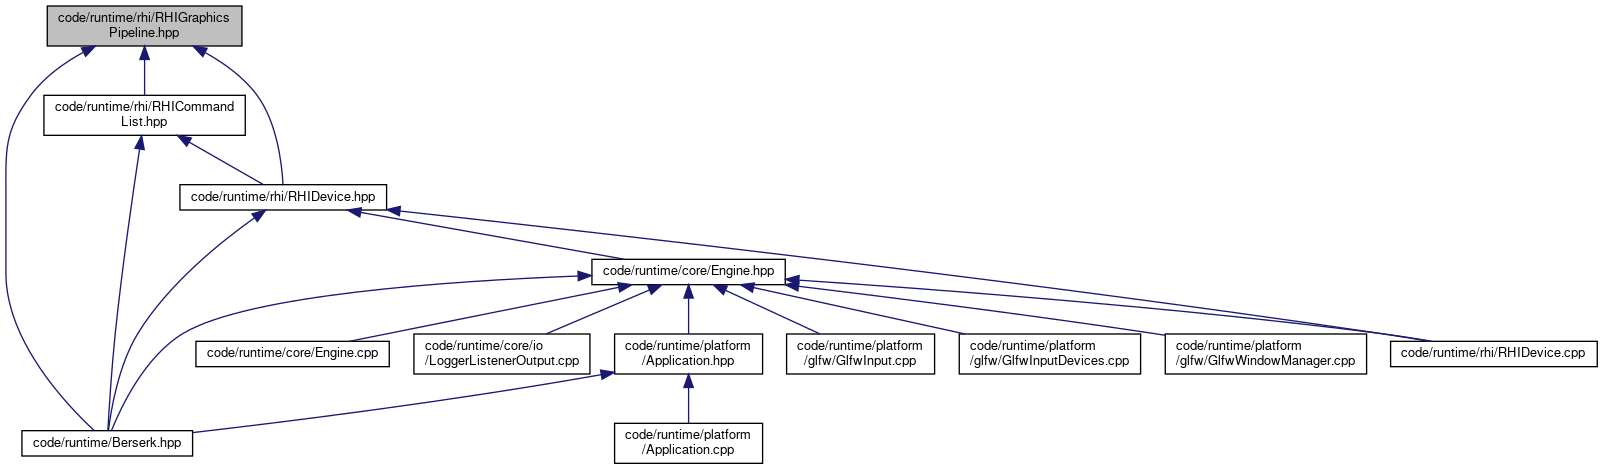 code/runtime/rhi/RHIGraphics
Pipeline.hpp
code/runtime/rhi/RHICommand
List.hpp
code/runtime/rhi/RHIDevice.hpp
code/runtime/core/Engine.hpp
code/runtime/core/Engine.cpp
code/runtime/core/io
/LoggerListenerOutput.cpp
code/runtime/platform
/Application.hpp
code/runtime/platform
/glfw/GlfwInput.cpp
code/runtime/platform
/glfw/GlfwInputDevices.cpp
code/runtime/platform
/glfw/GlfwWindowManager.cpp
code/runtime/rhi/RHIDevice.cpp
code/runtime/Berserk.hpp
code/runtime/platform
/Application.cpp